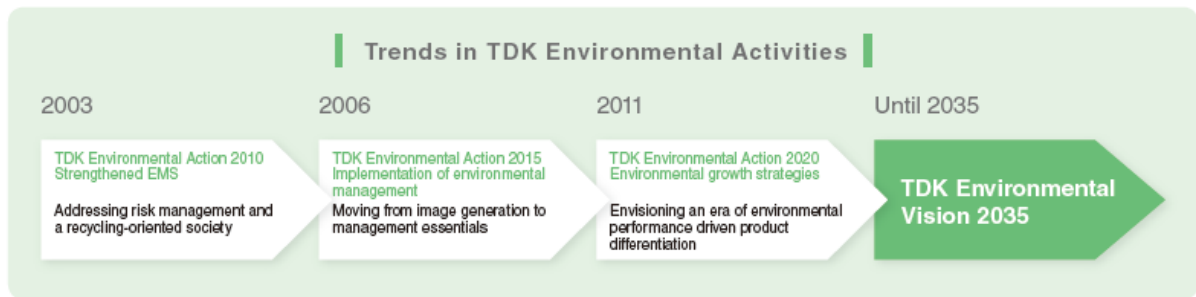 Trends in TDK Environmental Activities
2003
TDK Environmental Action 2010
Strengthened EMS
Addressing risk management and
a recycling-oriented society
2006
TDK Environmental Action 2015
Implementation of environmental
management
Moving from image generation to
management essentials
2011
TDK Environmental Action 2020
Environmental growth strategies
Envisioning an era of environmental
performance driven product
differentiation
Until 2035
TDK Environmental
Vision 2035